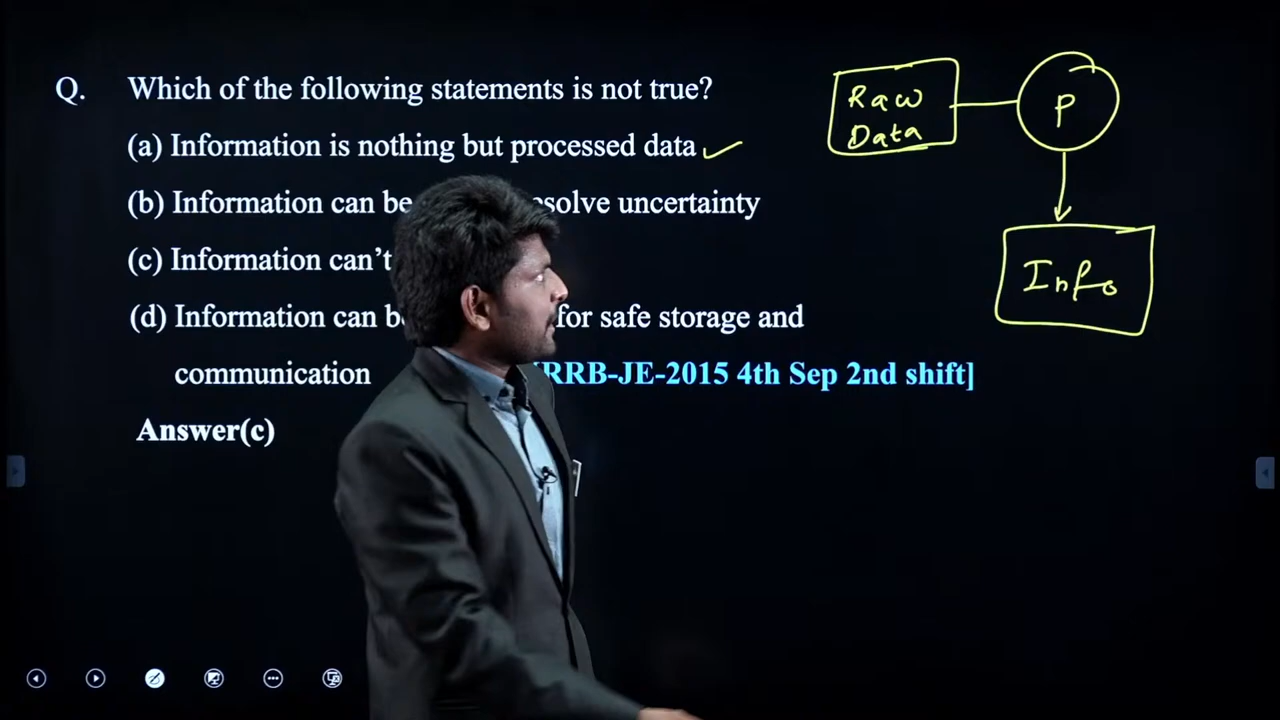 Q. Which of the following statements is not true?
(a) Information is nothing but processed data
(b) Information can be esolve uncertainty
(c) Information can't
(d) Information can b for safe storage and
communication [RRB-JE-2015 4th Sep 2nd shift]
Answer(c)
Raw
Data
P
Info